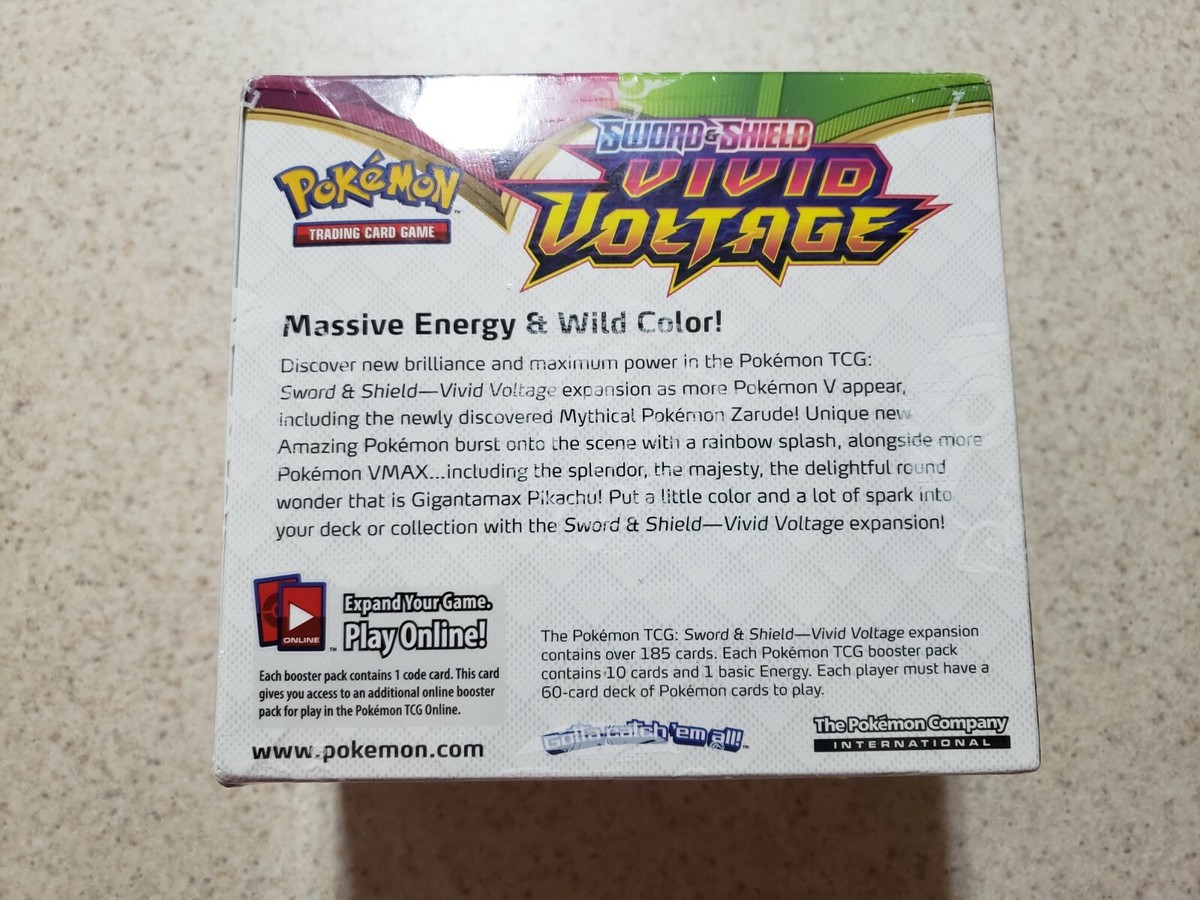 SWORD & SHIELD
VIVID
VOLTAGE
POKéMON™
TRADING CARD GAME
Massive Energy & Wild Color!
Discover new brilliance and maximum power in the Pokémon TCG:
Sword & Shield—Vivid Voltage expansion as more Pokémon V appear,
including the newly discovered Mythical Pokémon Zarude! Unique new
Amazing Pokémon burst onto the scene with a rainbow splash, alongside more
Pokémon VMAX...including the splendor, the majesty, the delightful round
wonder that is Gigantamax Pikachu! Put a little color and a lot of spark into
your deck or collection with the Sword & Shield—Vivid Voltage expansion!
ONLINE™
Expand Your Game.
Play Online!
Each booster pack contains 1 code card. This card
gives you access to an additional online booster
pack for play in the Pokémon TCG Online.
www.pokemon.com
The Pokémon TCG: Sword & Shield—Vivid Voltage expansion
contains over 185 cards. Each Pokémon TCG booster pack
contains 10 cards and 1 basic Energy. Each player must have a
60-card deck of Pokémon cards to play.
Gotta catch 'em all!™
The Pokémon Company
INTERNATIONAL